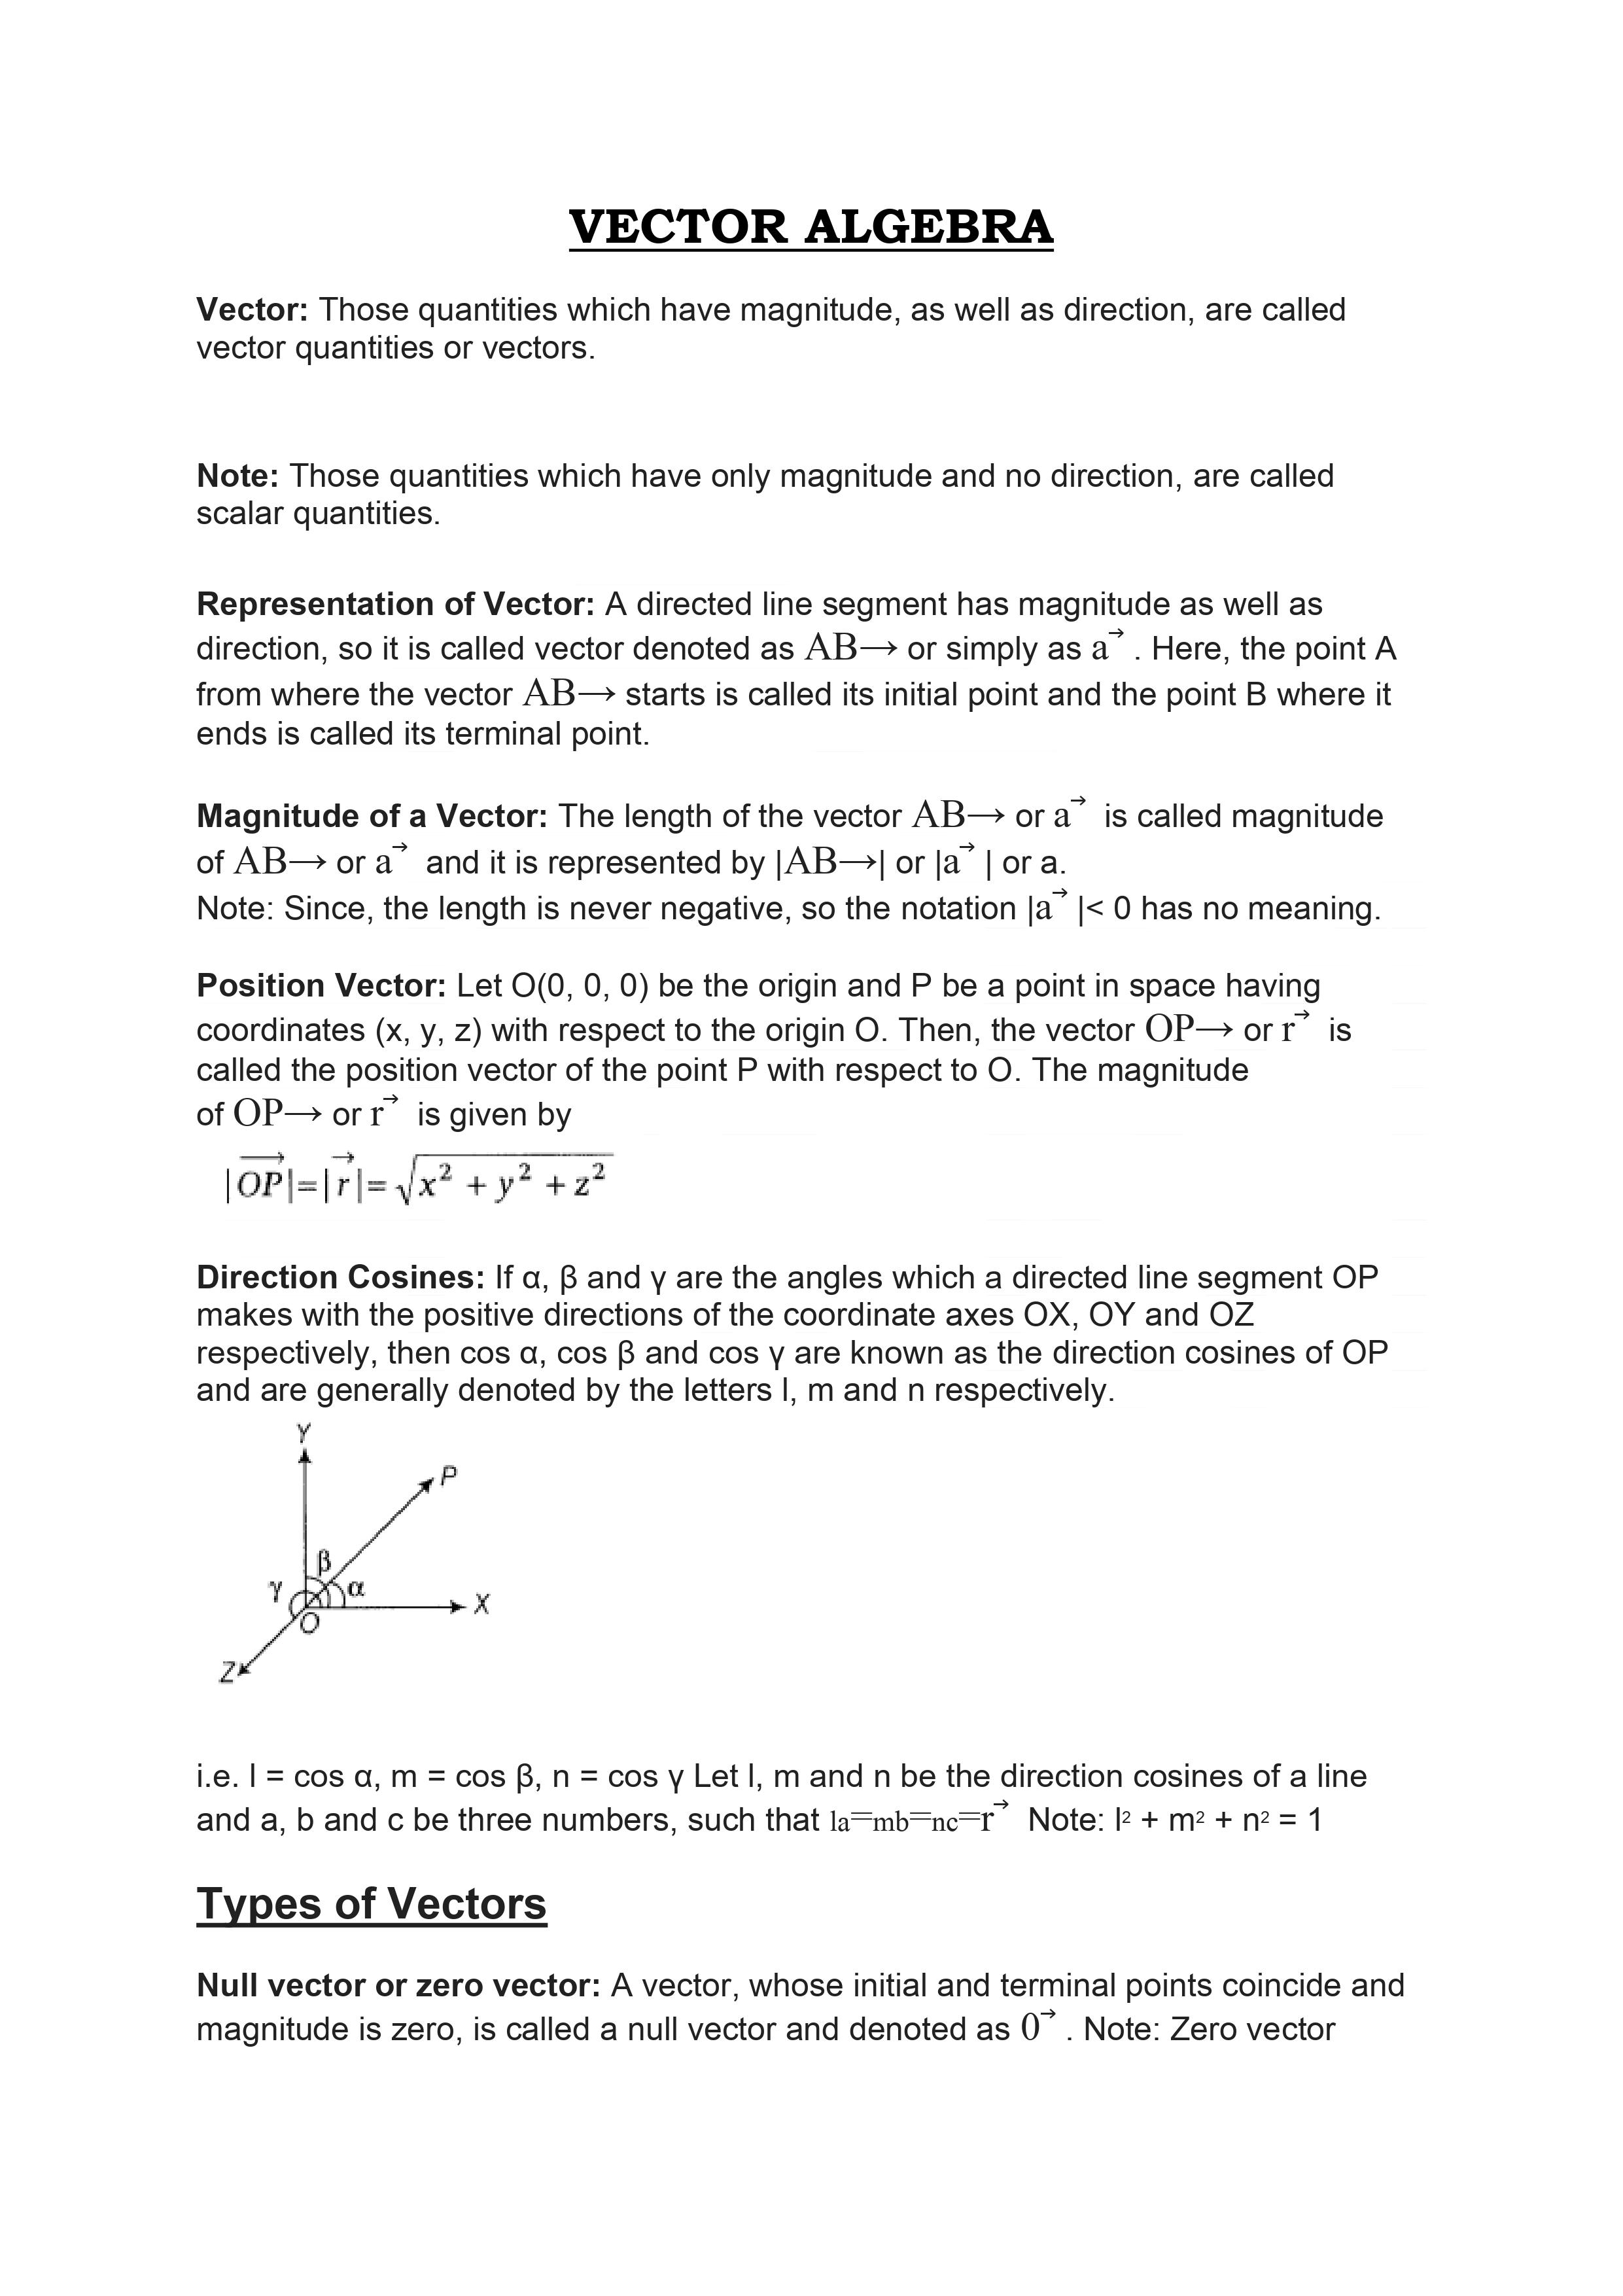 VECTOR ALGEBRA
Vector: Those quantities which have magnitude, as well as direction, are called
vector quantities or vectors.
Note: Those quantities which have only magnitude and no direction, are called
scalar quantities.
Representation of Vector: A directed line segment has magnitude as well as
direction, so it is called vector denoted as AB→ or simply as a→ . Here, the point A
from where the vector AB→ starts is called its initial point and the point B where it
ends is called its terminal point.
Magnitude of a Vector: The length of the vector AB→ or a→ is called magnitude
of AB→ or a→ and it is represented by |AB→| or |a→ | or a.
Note: Since, the length is never negative, so the notation |a→ |< 0 has no meaning.
Position Vector: Let O(0, 0, 0) be the origin and P be a point in space having
coordinates (x, y, z) with respect to the origin O. Then, the vector OP→ or r→ is
called the position vector of the point P with respect to O. The magnitude
of OP→ or r→ is given by
|OP→|=|r→|= √x² + y² + z²
Direction Cosines: If α, β and γ are the angles which a directed line segment OP
makes with the positive directions of the coordinate axes OX, OY and OZ
respectively, then cos α, cos β and cos γ are known as the direction cosines of OP
and are generally denoted by the letters l, m and n respectively.
Y
P
β
γ α
X
O
Z
i.e. l = cos α, m = cos β, n = cos γ Let l, m and n be the direction cosines of a line
and a, b and c be three numbers, such that la=mb=nc=r→ Note: l² + m² + n² = 1
Types of Vectors
Null vector or zero vector: A vector, whose initial and terminal points coincide and
magnitude is zero, is called a null vector and denoted as 0→ . Note: Zero vector